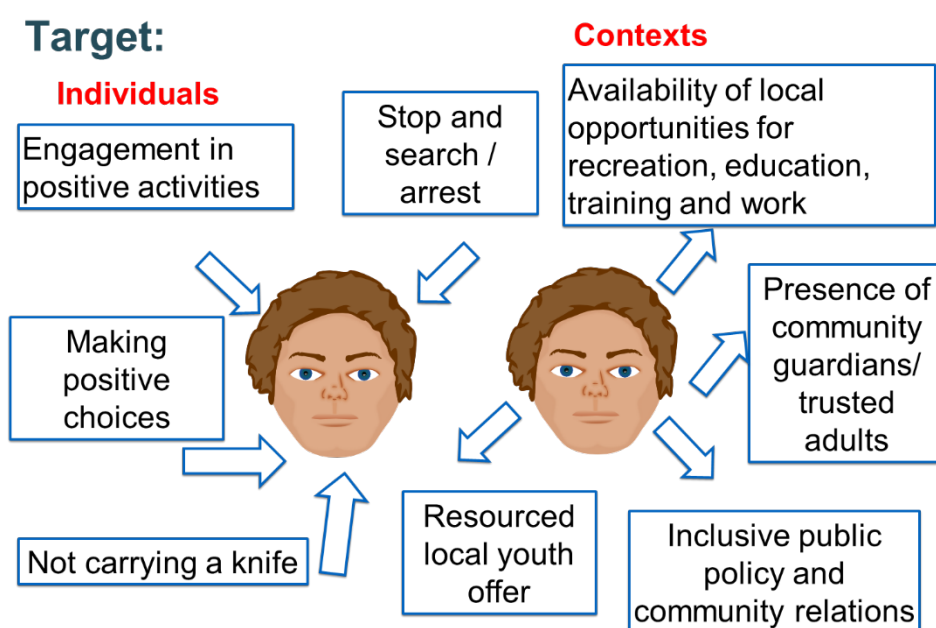 Target:
Individuals
Engagement in
positive activities
Making
positive
choices
Not carrying a knife
Stop and
search /
arrest
Contexts
Availability of local
opportunities for
recreation, education,
training and work
Presence of
community
guardians/
trusted
adults
Resourced
local youth
offer
Inclusive public
policy and
community relations